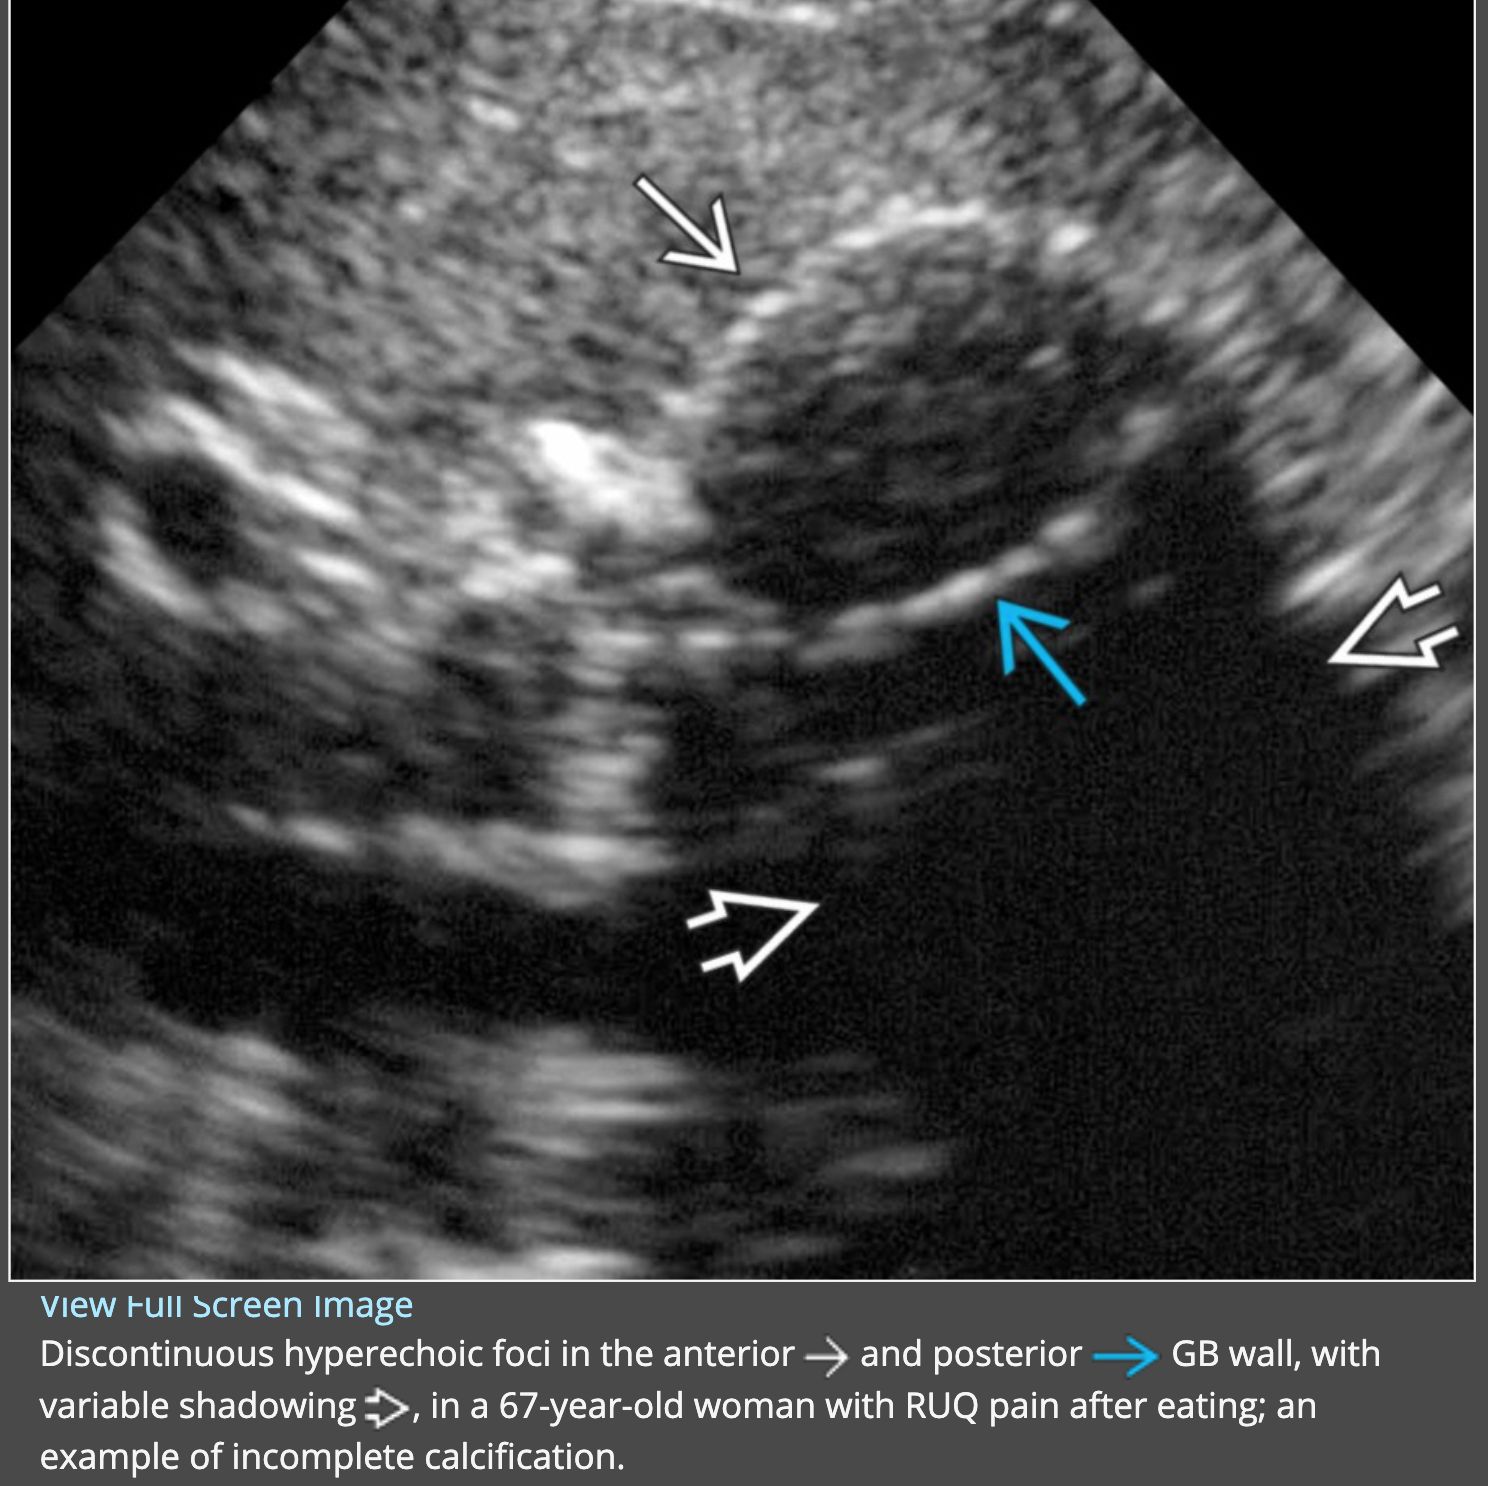 View Full Screen Image
Discontinuous hyperechoic foci in the anterior → and posterior → GB wall, with
variable shadowing ⇨, in a 67-year-old woman with RUQ pain after eating; an
example of incomplete calcification.